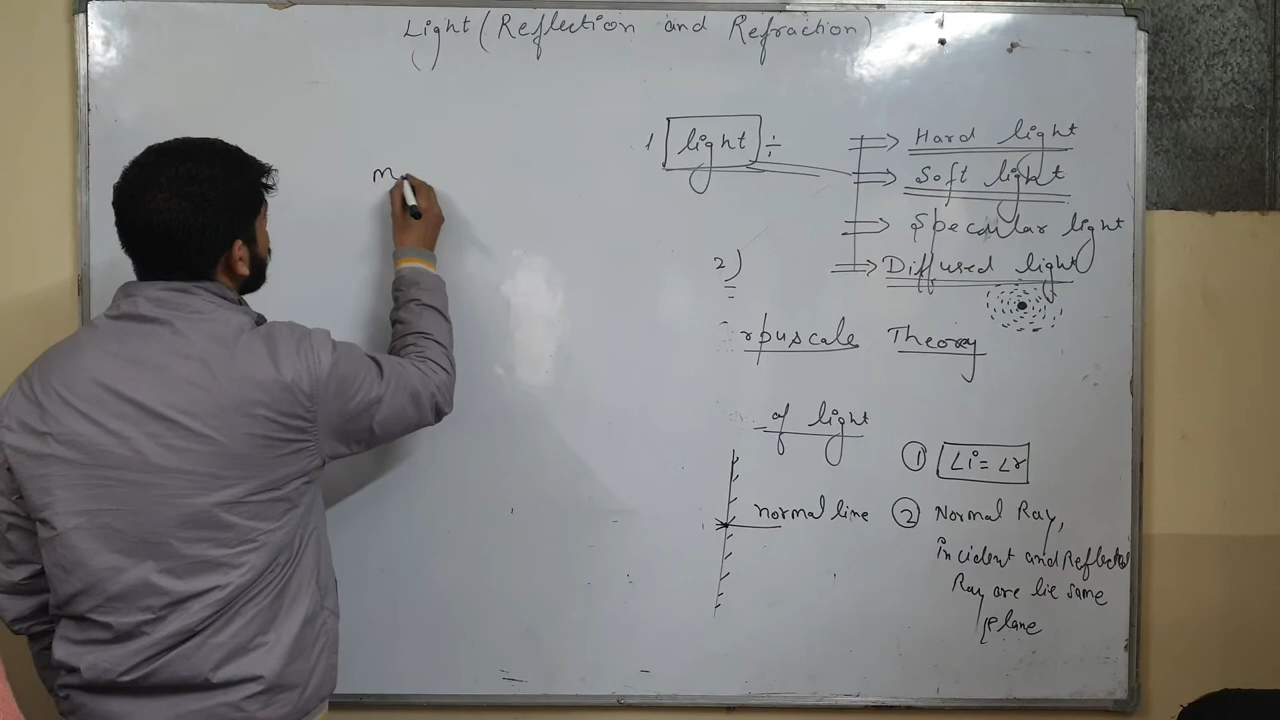 Light (Reflection and Refraction)
m
1 light ÷
Hard light
Soft light
Specular light
2) Diffused light
rpuscale Theory
of light
① ∠i = ∠r
normal line
② Normal Ray,
incident and Reflected
Ray are lie same
plane